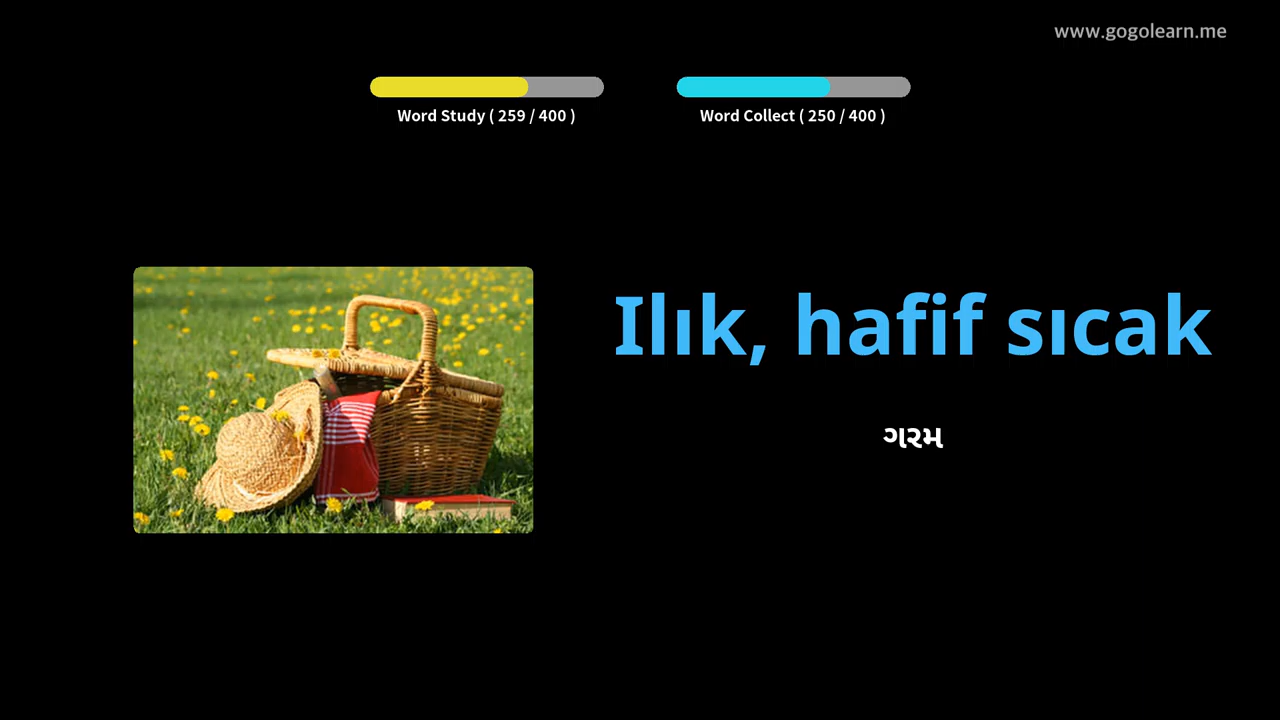 www.gogolearn.me
Word Study ( 259 / 400 )
Word Collect ( 250 / 400 )
Ilık, hafif sıcak
ગરમ